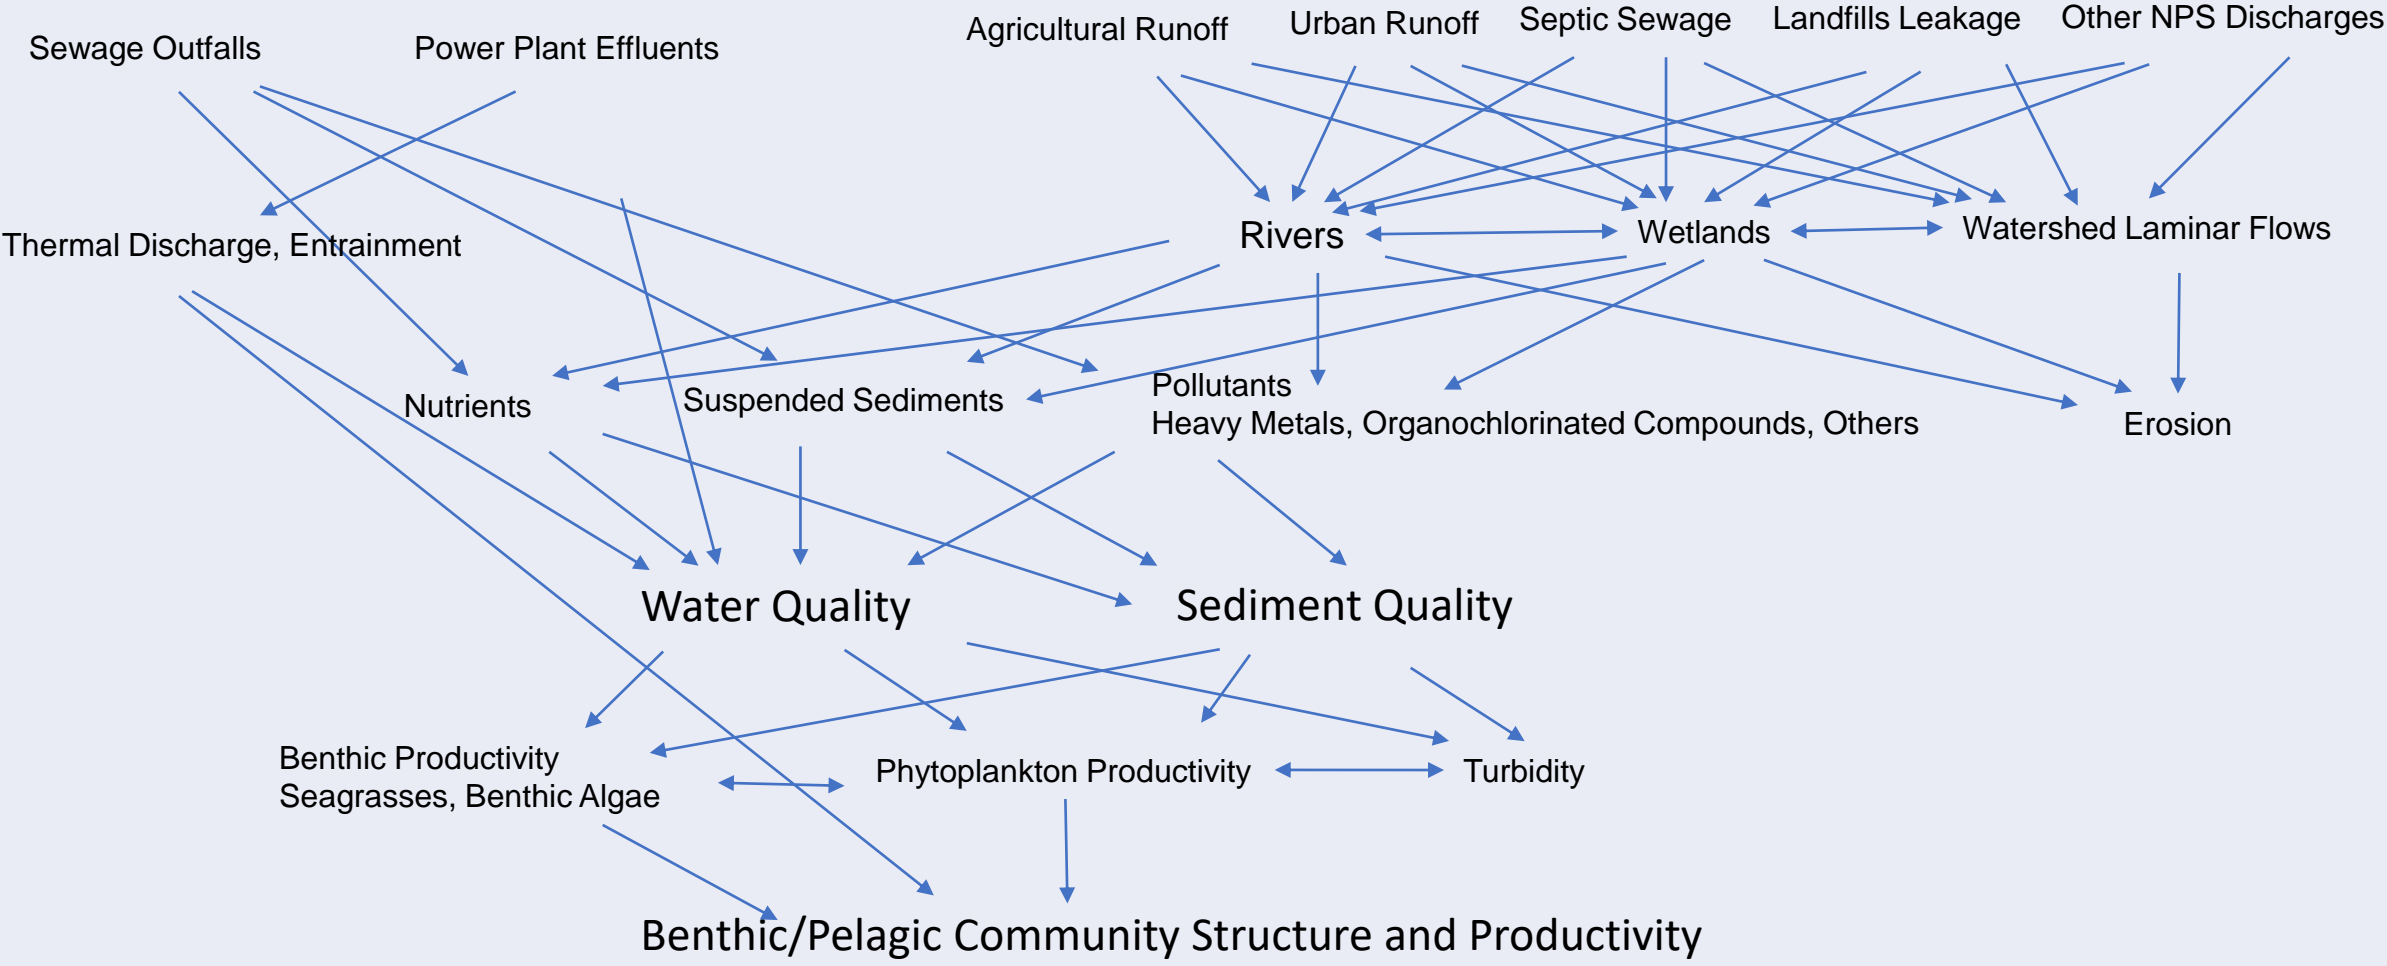 Sewage Outfalls
Power Plant Effluents
Agricultural Runoff
Urban Runoff
Septic Sewage
Landfills Leakage
Other NPS Discharges
Thermal Discharge, Entrainment
Rivers
Wetlands
Watershed Laminar Flows
Nutrients
Suspended Sediments
Pollutants
Heavy Metals, Organochlorinated Compounds, Others
Erosion
Water Quality
Sediment Quality
Benthic Productivity
Seagrasses, Benthic Algae
Phytoplankton Productivity
Turbidity
Benthic/Pelagic Community Structure and Productivity